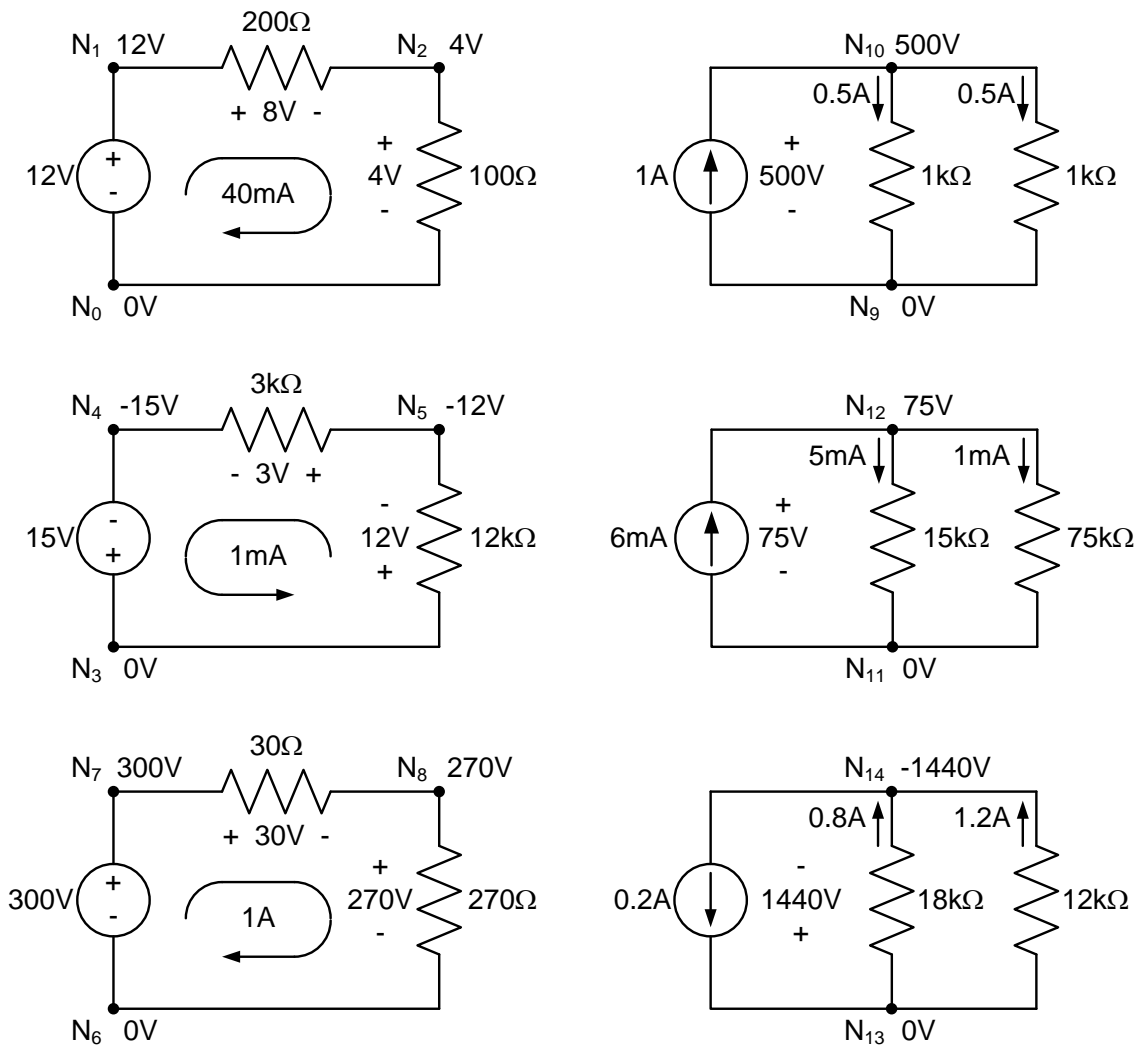 200Ω
N₁ 12V
N₂ 4V
+ 8V -
12V
+
-
40mA
+
4V
-
100Ω
N₀ 0V
N₁₀ 500V
0.5A
0.5A
1A
+
500V
-
1kΩ
1kΩ
N₉ 0V
3kΩ
N₄ -15V
N₅ -12V
- 3V +
15V
-
+
1mA
-
12V
+
12kΩ
N₃ 0V
N₁₂ 75V
5mA
1mA
6mA
+
75V
-
15kΩ
75kΩ
N₁₁ 0V
30Ω
N₇ 300V
N₈ 270V
+ 30V -
300V
+
-
1A
+
270V
-
270Ω
N₆ 0V
N₁₄ -1440V
0.8A
1.2A
0.2A
-
1440V
+
18kΩ
12kΩ
N₁₃ 0V